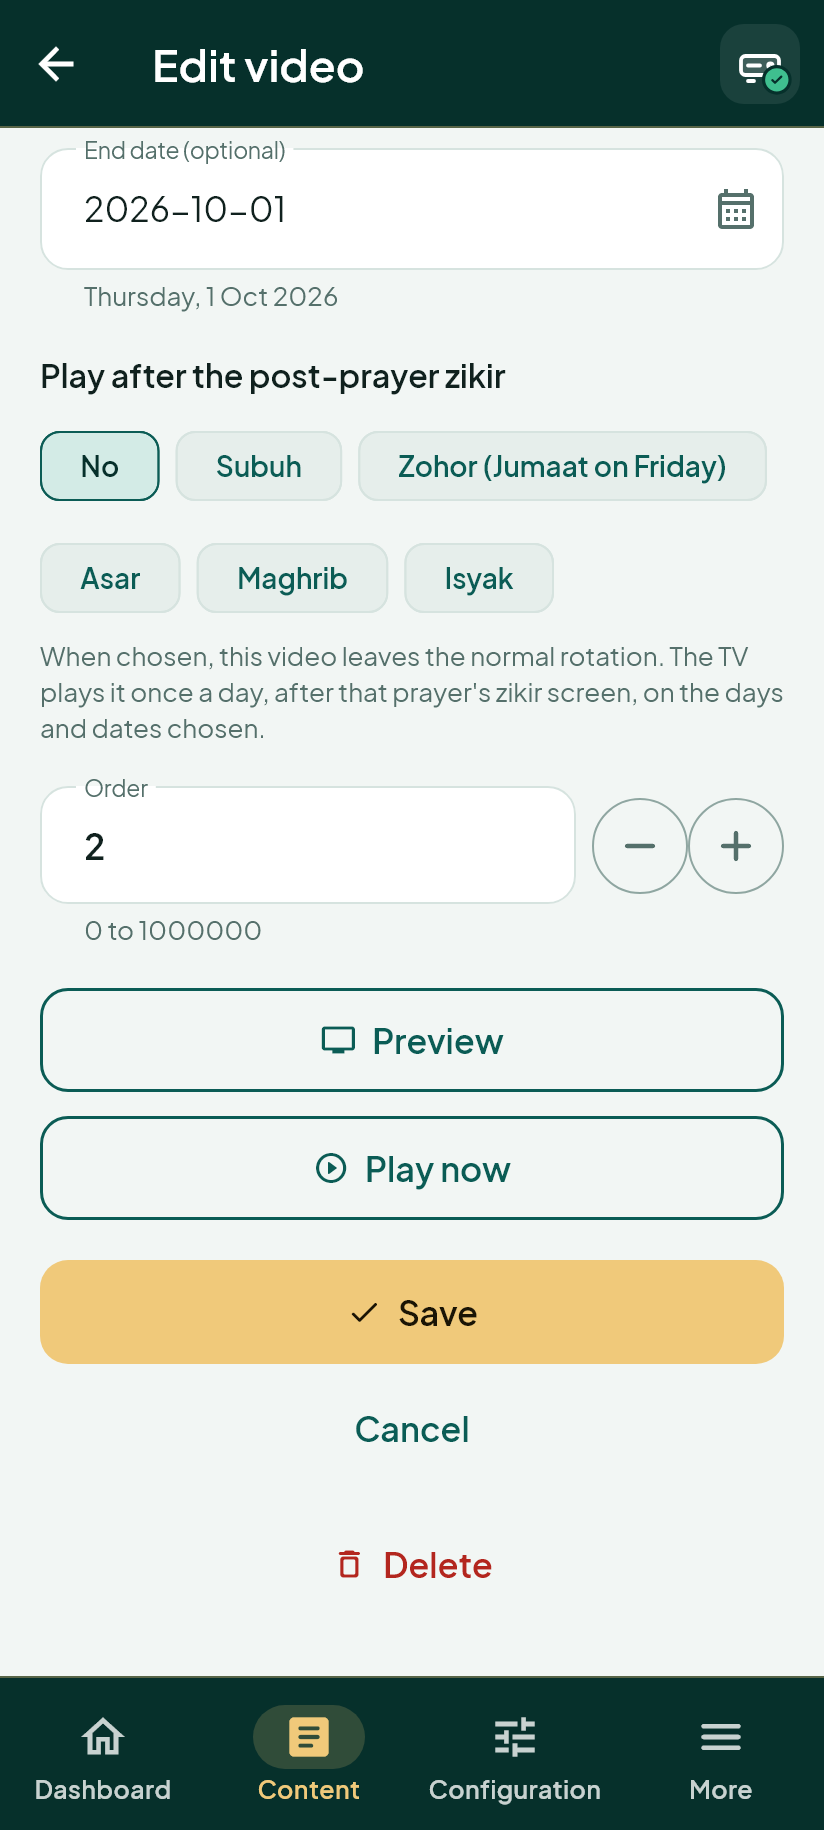 Edit video
End date (optional)
2026-10-01
Thursday, 1 Oct 2026
Play after the post-prayer zikir
No
Subuh
Zohor (Jumaat on Friday)
Asar
Maghrib
Isyak
When chosen, this video leaves the normal rotation. The TV
plays it once a day, after that prayer's zikir screen, on the days
and dates chosen.
Order
2
0 to 1000000
Preview
Play now
Save
Cancel
Delete
Dashboard
Content
Configuration
More